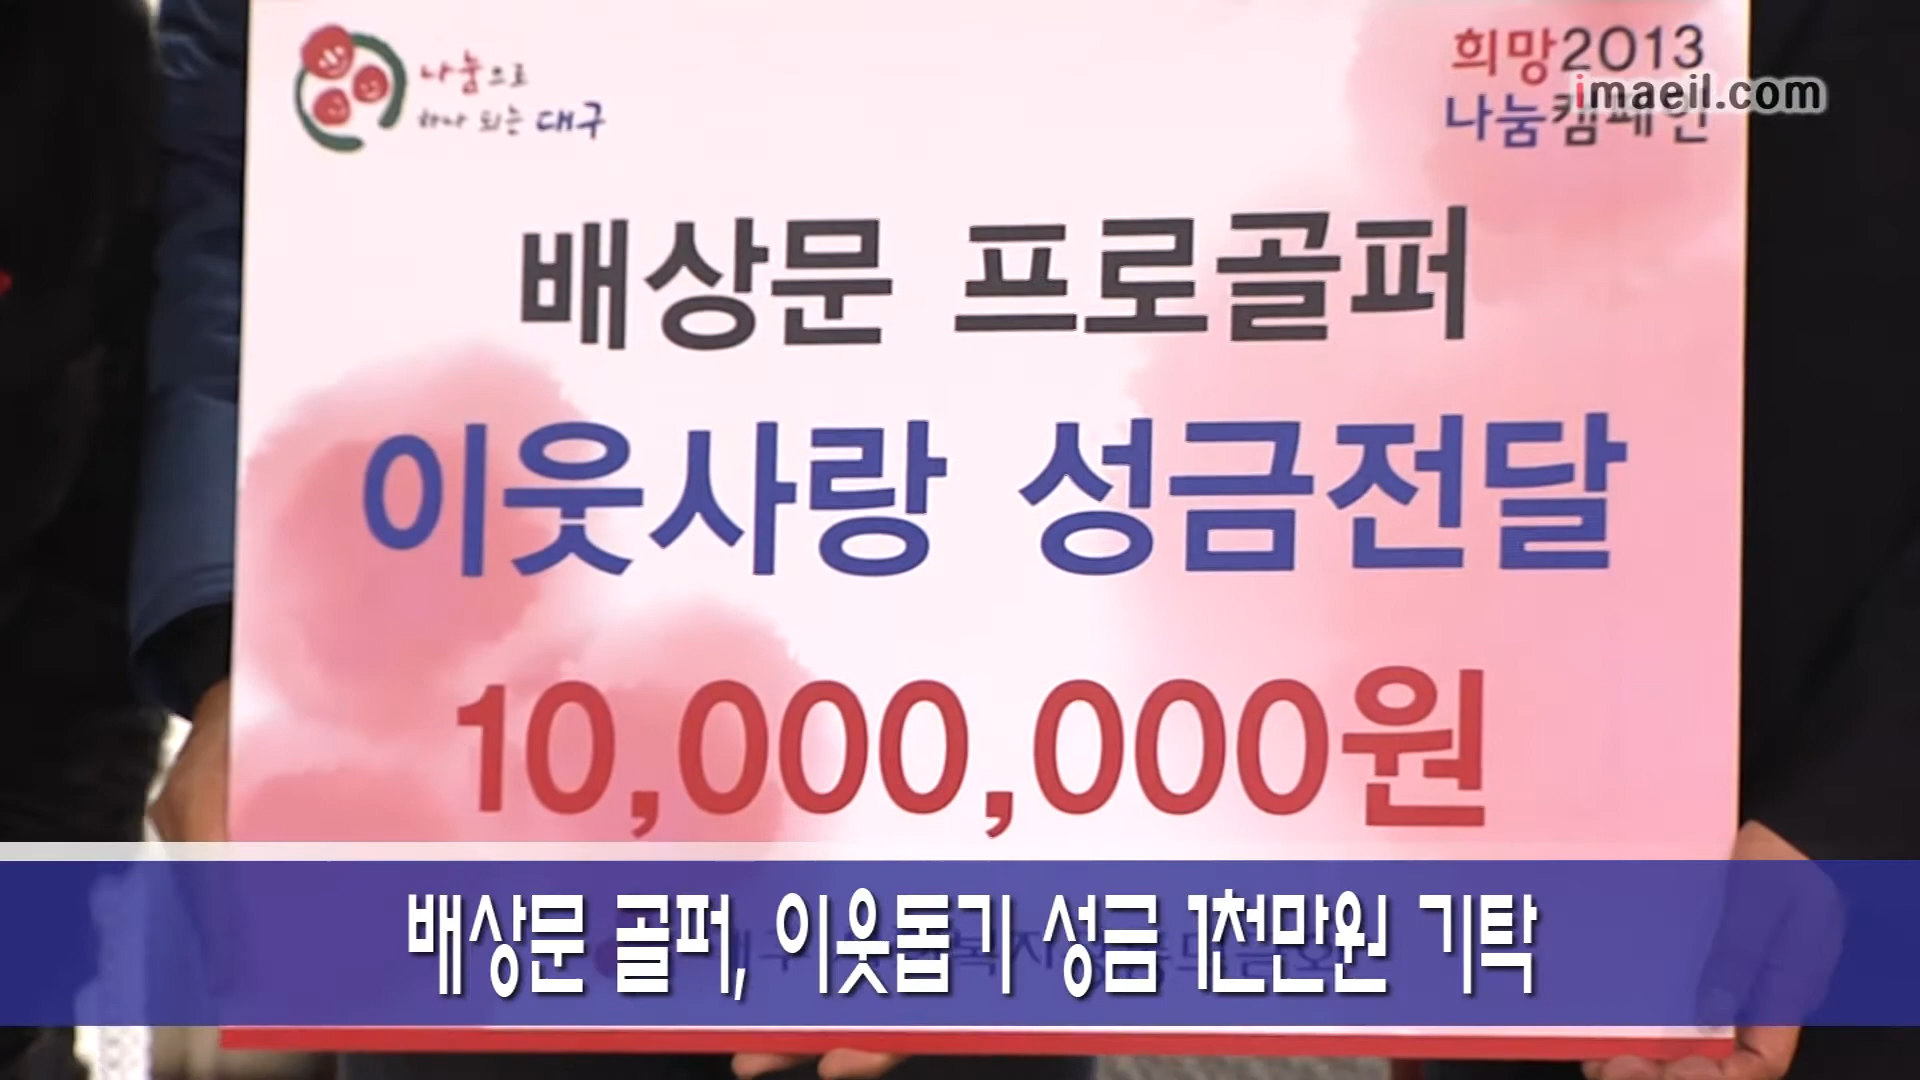 나눔으로
하나 되는 대구
희망2013
나눔캠페인
imaeil.com
배상문 프로골퍼
이웃사랑 성금전달
10,000,000원
배상문 골퍼, 이웃돕기 성금 1천만원 기탁